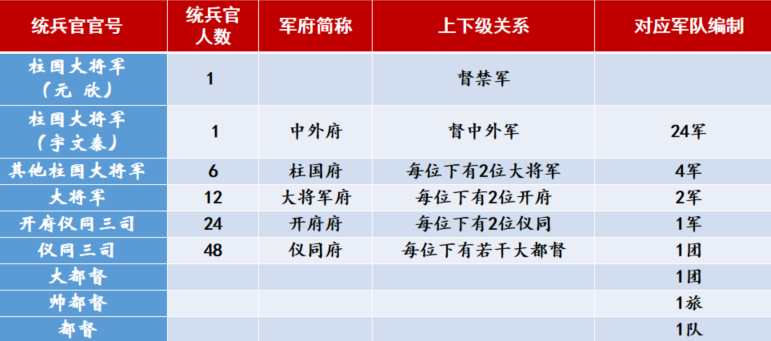 统兵官官号 统兵官人数 军府简称 上下级关系 对应军队编制
柱国大将军（元 欣） 1 督禁军
柱国大将军（宇文泰） 1 中外府 督中外军 24军
其他柱国大将军 6 柱国府 每位下有2位大将军 4军
大将军 12 大将军府 每位下有2位开府 2军
开府仪同三司 24 开府府 每位下有2位仪同 1军
仪同三司 48 仪同府 每位下有若干大都督 1团
大都督 1团
帅都督 1旅
都督 1队